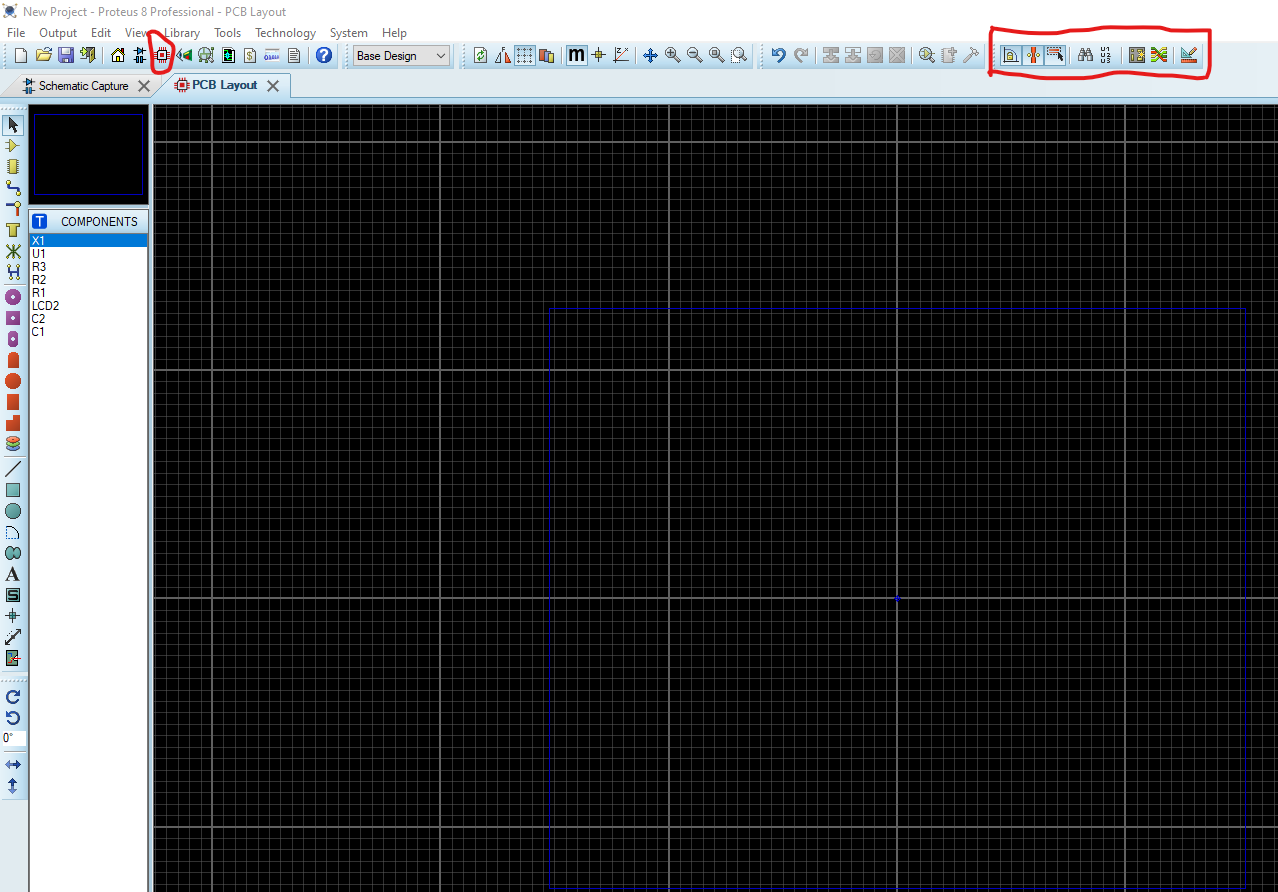 New Project - Proteus 8 Professional - PCB Layout
File Output Edit View Library Tools Technology System Help
Base Design
Schematic Capture PCB Layout
T COMPONENTS
X1
U1
R3
R2
R1
LCD2
C2
C1
0°